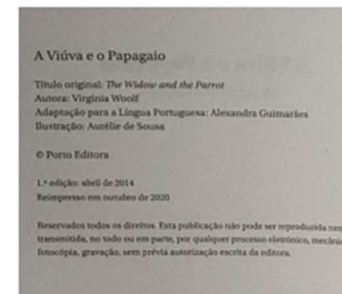 A Viúva e o Papagaio
Título original: The Widow and the Parrot
Autora: Virginia Woolf
Adaptação para a Língua Portuguesa: Alexandra Guimarães
Ilustração: Aurélie de Sousa
© Porto Editora
1.ª edição: abril de 2014
Reimpresso em outubro de 2020
Reservados todos os direitos. Esta publicação não pode ser reproduzida nem
transmitida, no todo ou em parte, por qualquer processo eletrónico, mecâni
fotocópia, gravação, sem prévia autorização escrita da editora.